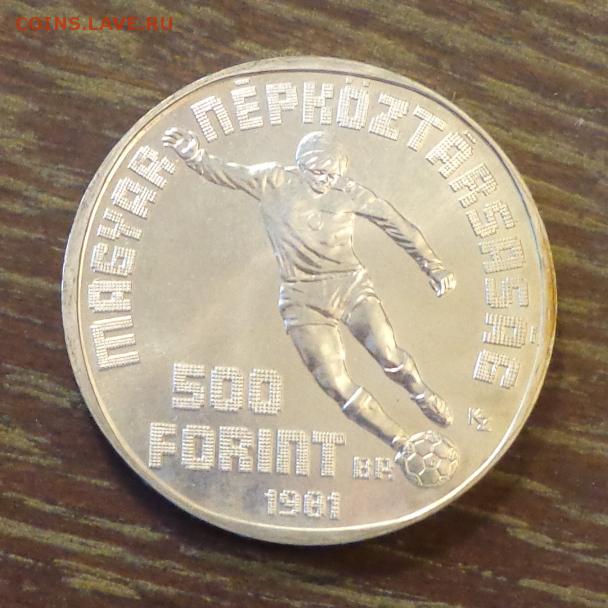 COINS.LAVE.RU
MAGYAR NÉPKÖZTÁRSASÁG
500
FORINT BP.
1981